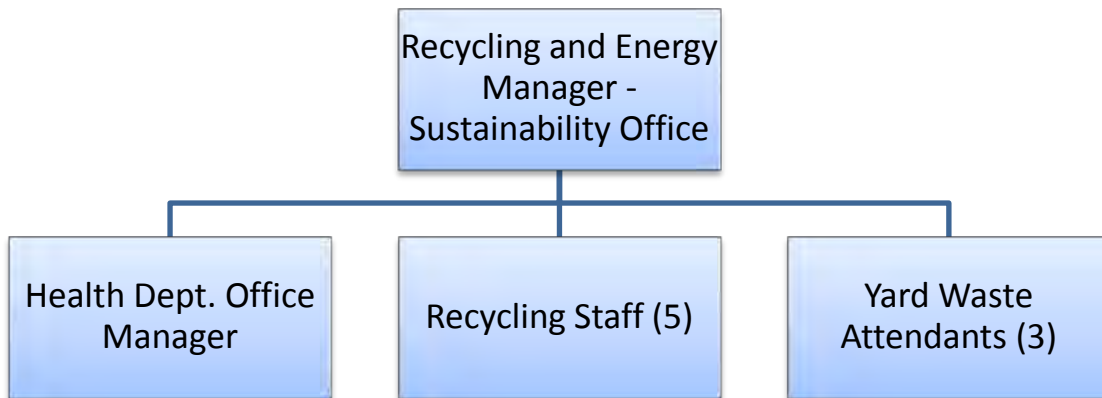 Recycling and Energy
Manager -
Sustainability Office
Health Dept. Office
Manager
Recycling Staff (5)
Yard Waste
Attendants (3)